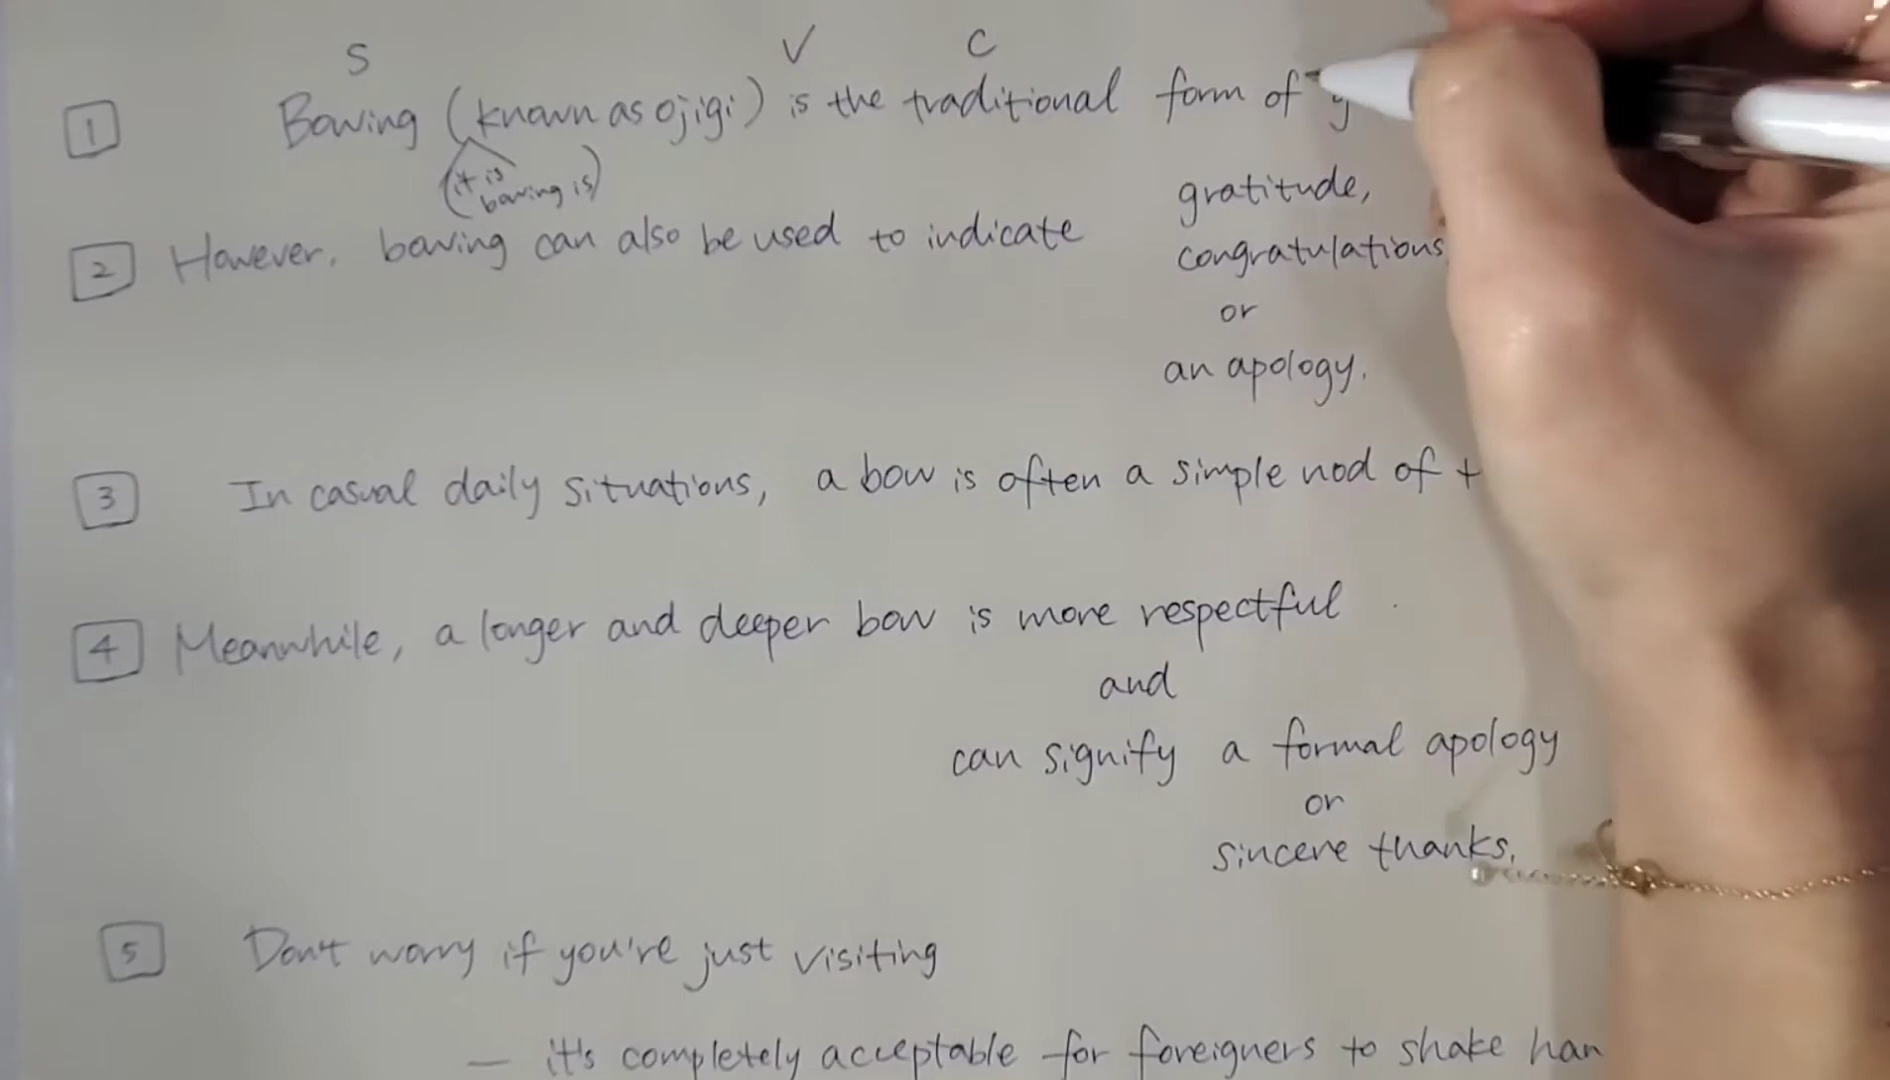 S V C
1 Bowing (known as ojigi) is the traditional form of
(it is
bowing is)
2 However, bowing can also be used to indicate
gratitude,
congratulations
or
an apology.
3 In casual daily situations, a bow is often a simple nod of t
4 Meanwhile, a longer and deeper bow is more respectful
and
can signify a formal apology
or
sincere thanks.
5 Don't worry if you're just visiting
— it's completely acceptable for foreigners to shake han